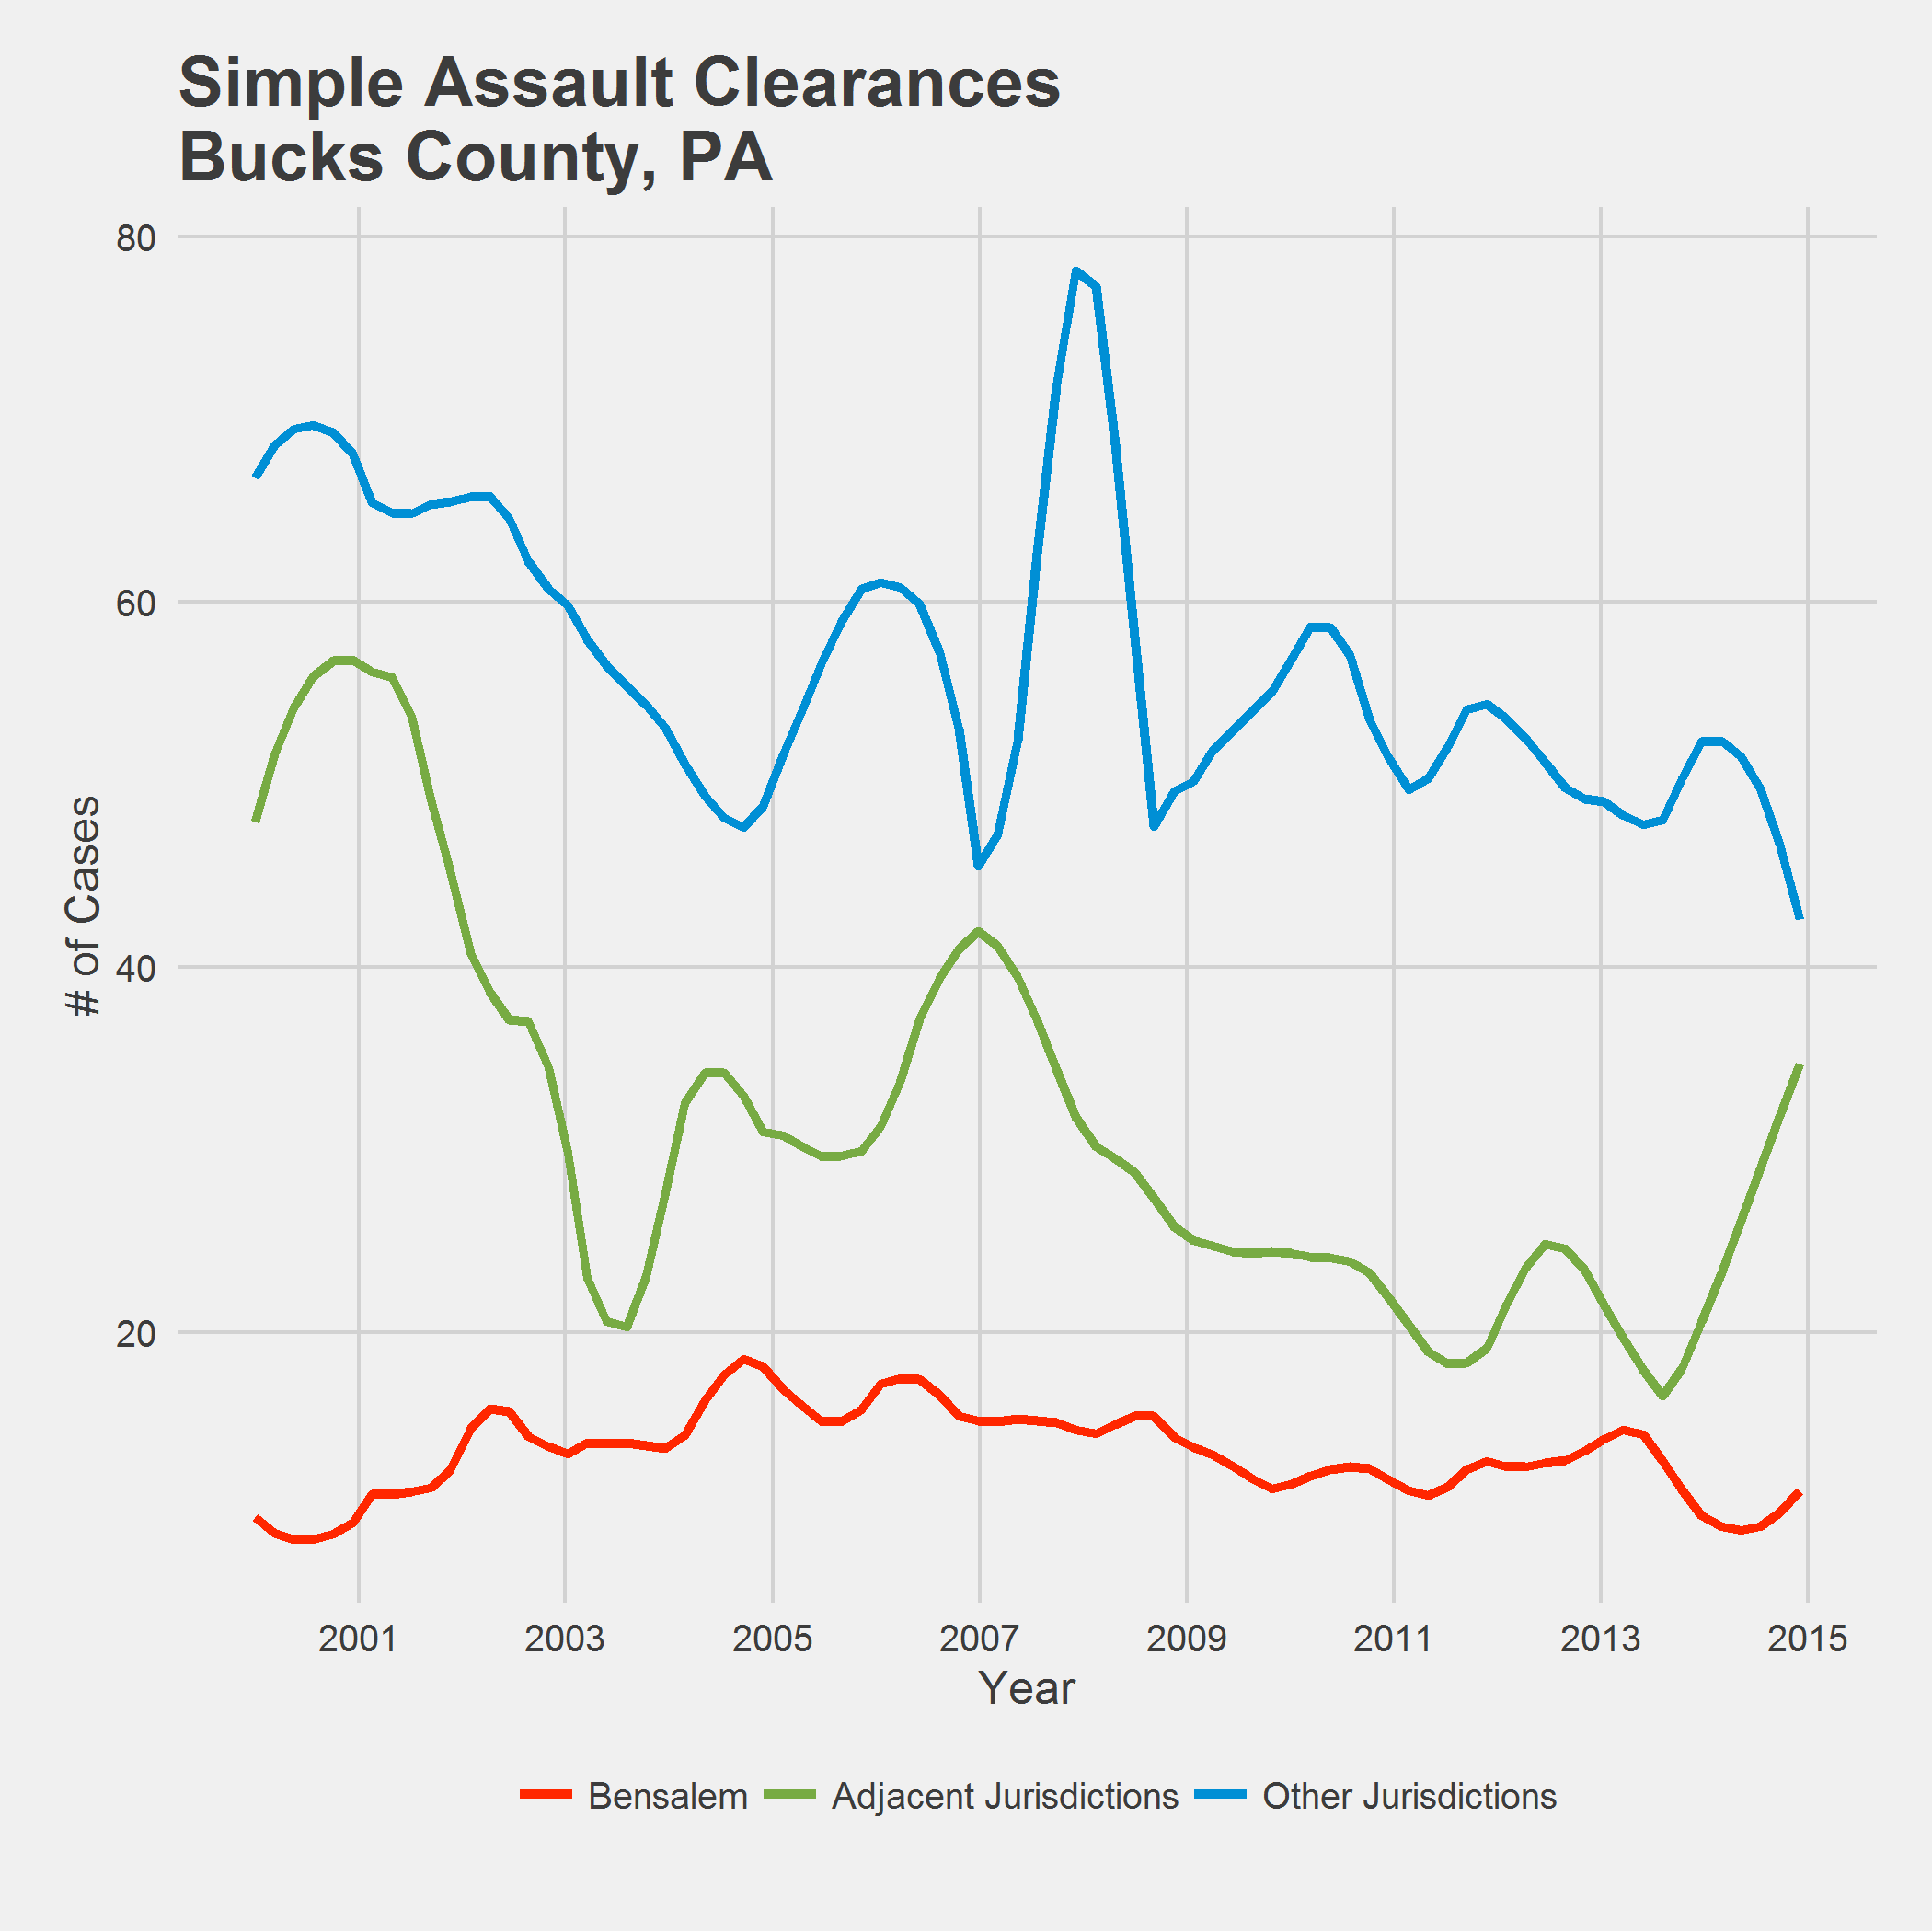 Simple Assault Clearances
Bucks County, PA
80
60
40
20
# of Cases
2001 2003 2005 2007 2009 2011 2013 2015
Year
Bensalem Adjacent Jurisdictions Other Jurisdictions